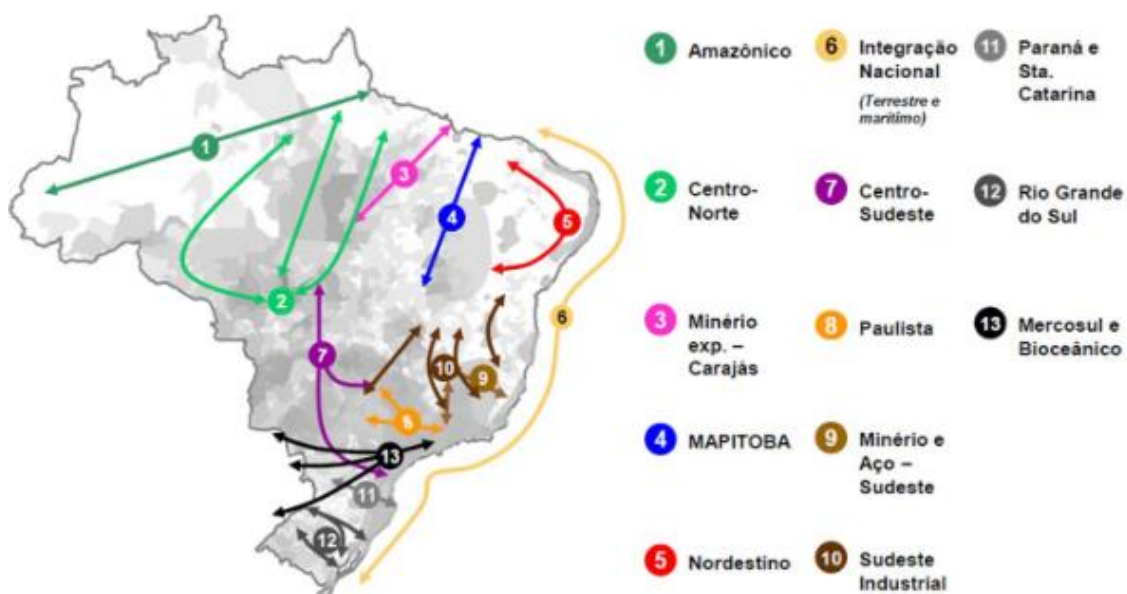 1 Amazônico
2 Centro-
Norte
3 Minério
exp. –
Carajás
4 MAPITOBA
5 Nordestino
6 Integração
Nacional
(Terrestre e
marítimo)
7 Centro-
Sudeste
8 Paulista
9 Minério e
Aço –
Sudeste
10 Sudeste
Industrial
11 Paraná e
Sta.
Catarina
12 Rio Grande
do Sul
13 Mercosul e
Bioceânico
1
3
4
5
2
6
7
10
9
8
13
11
12